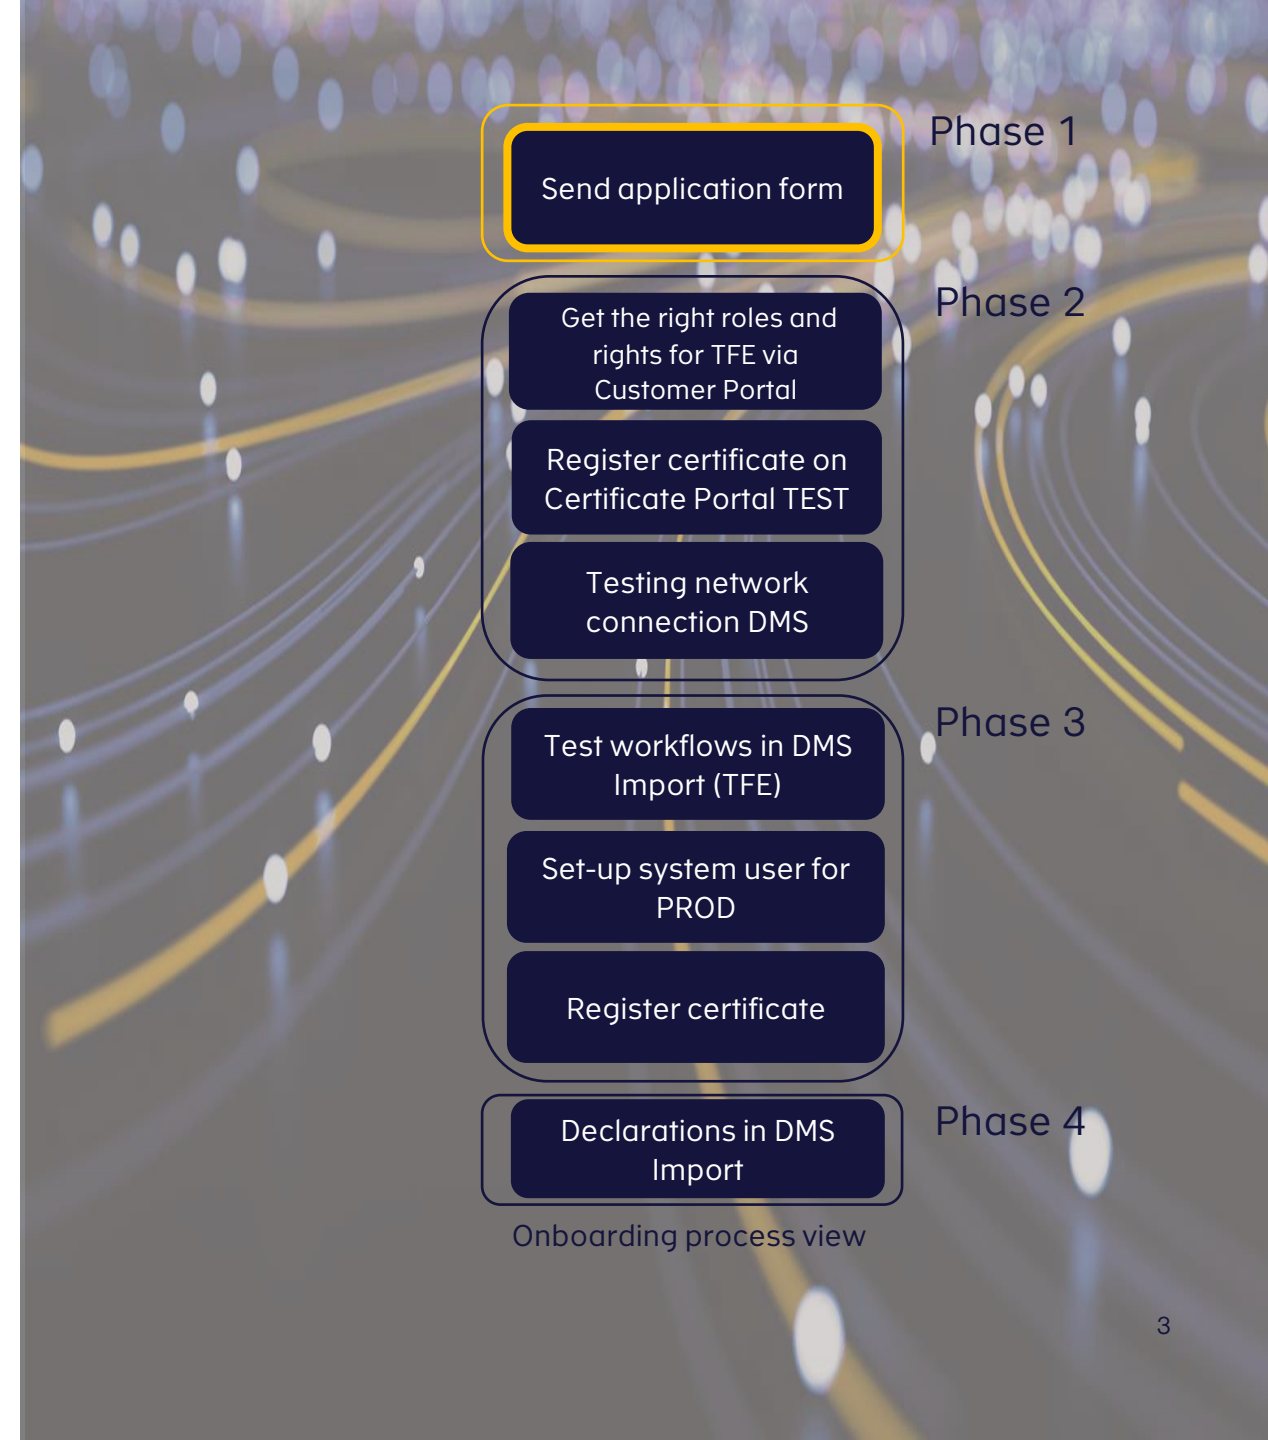 Phase 1
Send application form
Phase 2
Get the right roles and
rights for TFE via
Customer Portal
Register certificate on
Certificate Portal TEST
Testing network
connection DMS
Phase 3
Test workflows in DMS
Import (TFE)
Set-up system user for
PROD
Register certificate
Phase 4
Declarations in DMS
Import
Onboarding process view
3